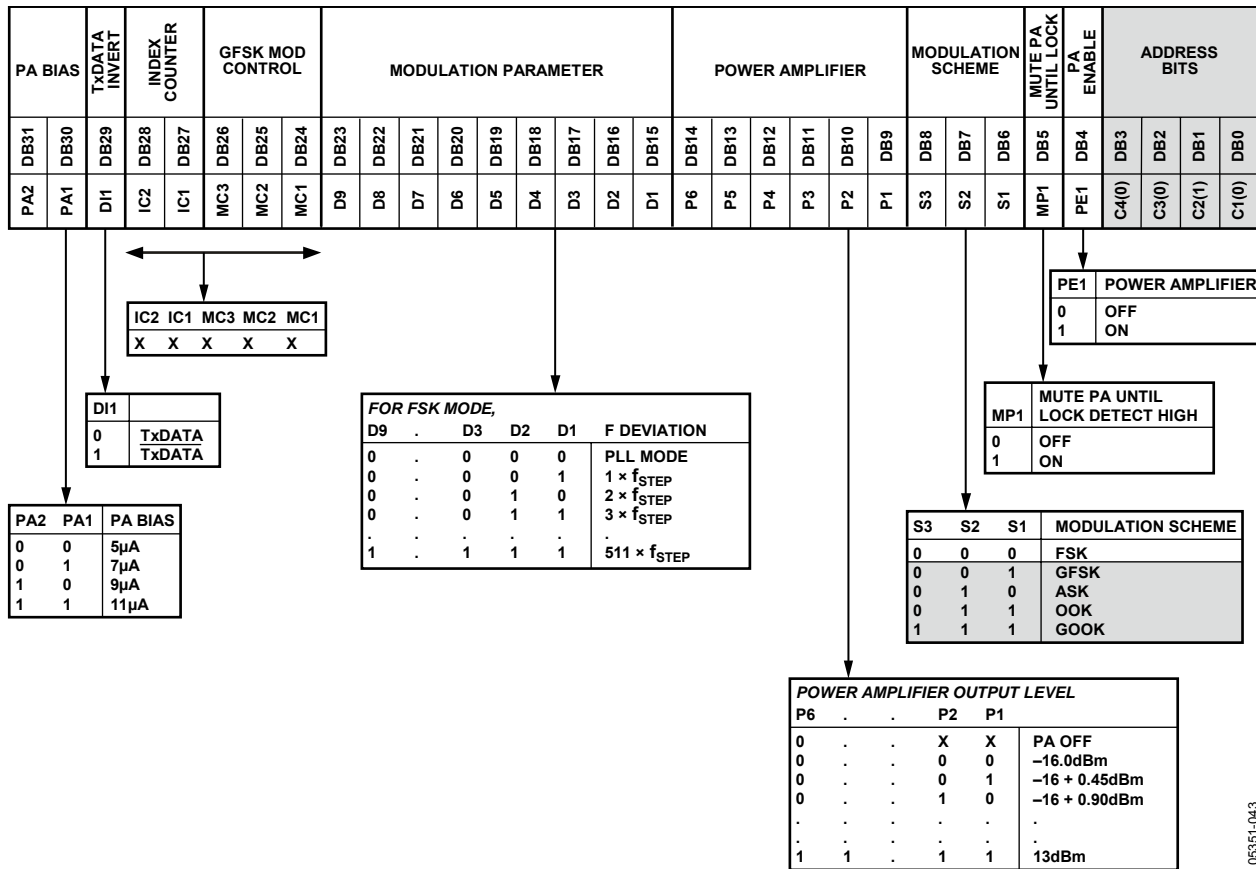 PA BIAS
TxDATA
INVERT
INDEX
COUNTER
GFSK MOD
CONTROL
MODULATION PARAMETER
POWER AMPLIFIER
MODULATION
SCHEME
MUTE PA
UNTIL LOCK
PA
ENABLE
ADDRESS
BITS
DB31 DB30 DB29 DB28 DB27 DB26 DB25 DB24 DB23 DB22 DB21 DB20 DB19 DB18 DB17 DB16 DB15 DB14 DB13 DB12 DB11 DB10 DB9 DB8 DB7 DB6 DB5 DB4 DB3 DB2 DB1 DB0
PA2 PA1 DI1 IC2 IC1 MC3 MC2 MC1 D9 D8 D7 D6 D5 D4 D3 D2 D1 P6 P5 P4 P3 P2 P1 S3 S2 S1 MP1 PE1 C4(0) C3(0) C2(1) C1(0)
PE1 POWER AMPLIFIER
0 OFF
1 ON
IC2 IC1 MC3 MC2 MC1
X X X X X
DI1
0 TxDATA
1 TxDATA
FOR FSK MODE,
D9 . D3 D2 D1 F DEVIATION
0 . 0 0 0 PLL MODE
0 . 0 0 1 1 × fSTEP
0 . 0 1 0 2 × fSTEP
0 . 0 1 1 3 × fSTEP
. . . . . .
1 . 1 1 1 511 × fSTEP
MP1 MUTE PA UNTIL
LOCK DETECT HIGH
0 OFF
1 ON
PA2 PA1 PA BIAS
0 0 5µA
0 1 7µA
1 0 9µA
1 1 11µA
S3 S2 S1 MODULATION SCHEME
0 0 0 FSK
0 0 1 GFSK
0 1 0 ASK
0 1 1 OOK
1 1 1 GOOK
POWER AMPLIFIER OUTPUT LEVEL
P6 . . P2 P1
0 . . X X PA OFF
0 . . 0 0 –16.0dBm
0 . . 0 1 –16 + 0.45dBm
0 . . 1 0 –16 + 0.90dBm
. . . . . .
. . . . . .
1 1 . 1 1 13dBm
05351-043